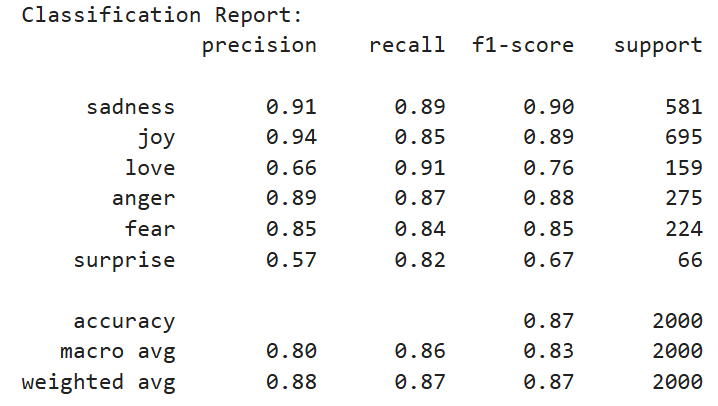 Classification Report:
precision recall f1-score support
sadness 0.91 0.89 0.90 581
joy 0.94 0.85 0.89 695
love 0.66 0.91 0.76 159
anger 0.89 0.87 0.88 275
fear 0.85 0.84 0.85 224
surprise 0.57 0.82 0.67 66
accuracy 0.87 2000
macro avg 0.80 0.86 0.83 2000
weighted avg 0.88 0.87 0.87 2000